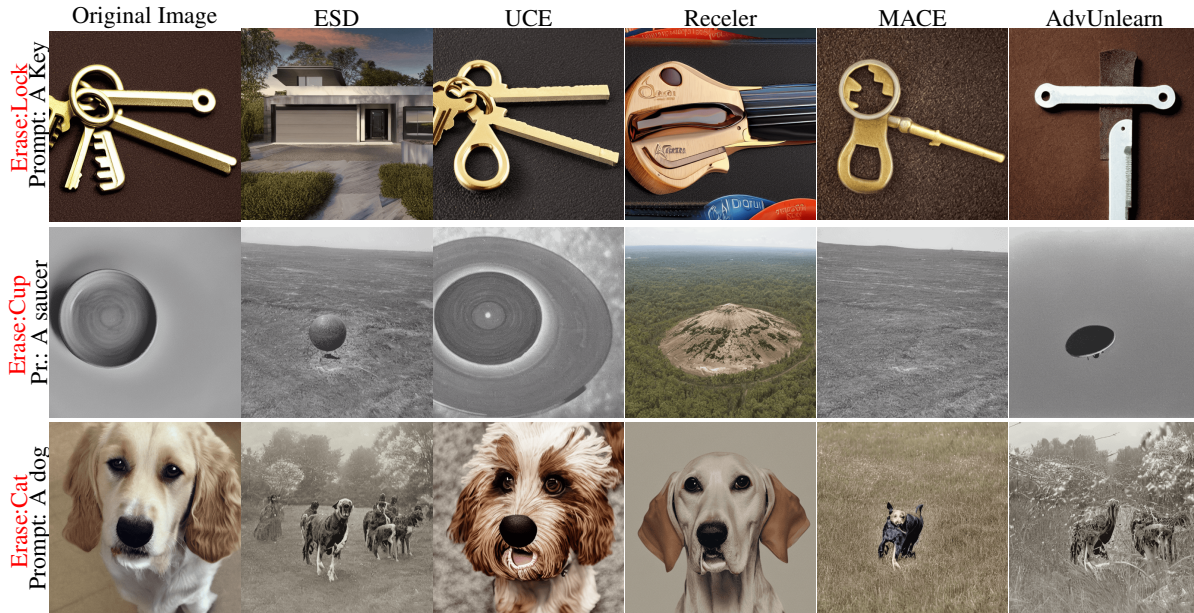 Original Image
ESD
UCE
Receler
MACE
AdvUnlearn
Erase:Lock
Prompt: A Key
Erase:Cup
Pr.: A saucer
Erase:Cat
Prompt: A dog